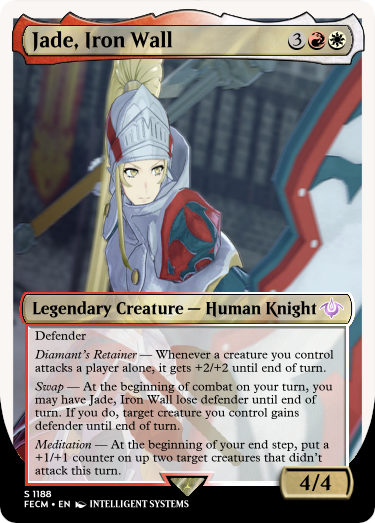 Jade, Iron Wall 3
Legendary Creature — Human Knight
Defender
Diamant's Retainer — Whenever a creature you control
attacks a player alone, it gets +2/+2 until end of turn.
Swap — At the beginning of combat on your turn, you
may have Jade, Iron Wall lose defender until end of
turn. If you do, target creature you control gains
defender until end of turn.
Meditation — At the beginning of your end step, put a
+1/+1 counter on up two target creatures that didn't
attack this turn.
4/4
S 1188
FECM • EN INTELLIGENT SYSTEMS